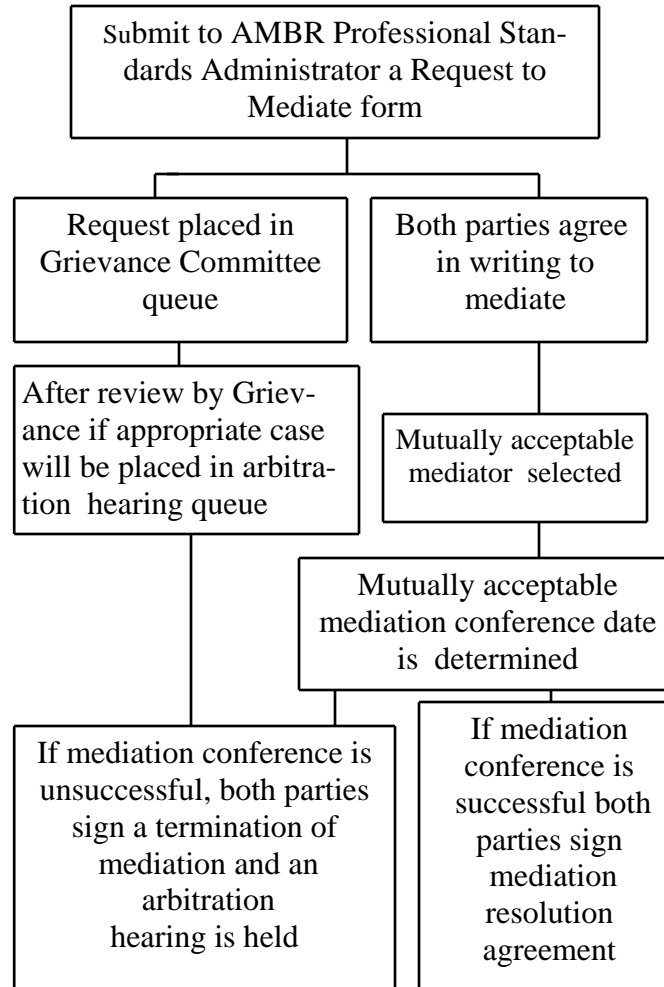 Submit to AMBR Professional Stan-
dards Administrator a Request to
Mediate form
Request placed in
Grievance Committee
queue
Both parties agree
in writing to
mediate
After review by Griev-
ance if appropriate case
will be placed in arbitra-
tion hearing queue
Mutually acceptable
mediator selected
Mutually acceptable
mediation conference date
is determined
If mediation conference is
unsuccessful, both parties
sign a termination of
mediation and an
arbitration
hearing is held
If mediation
conference is
successful both
parties sign
mediation
resolution
agreement